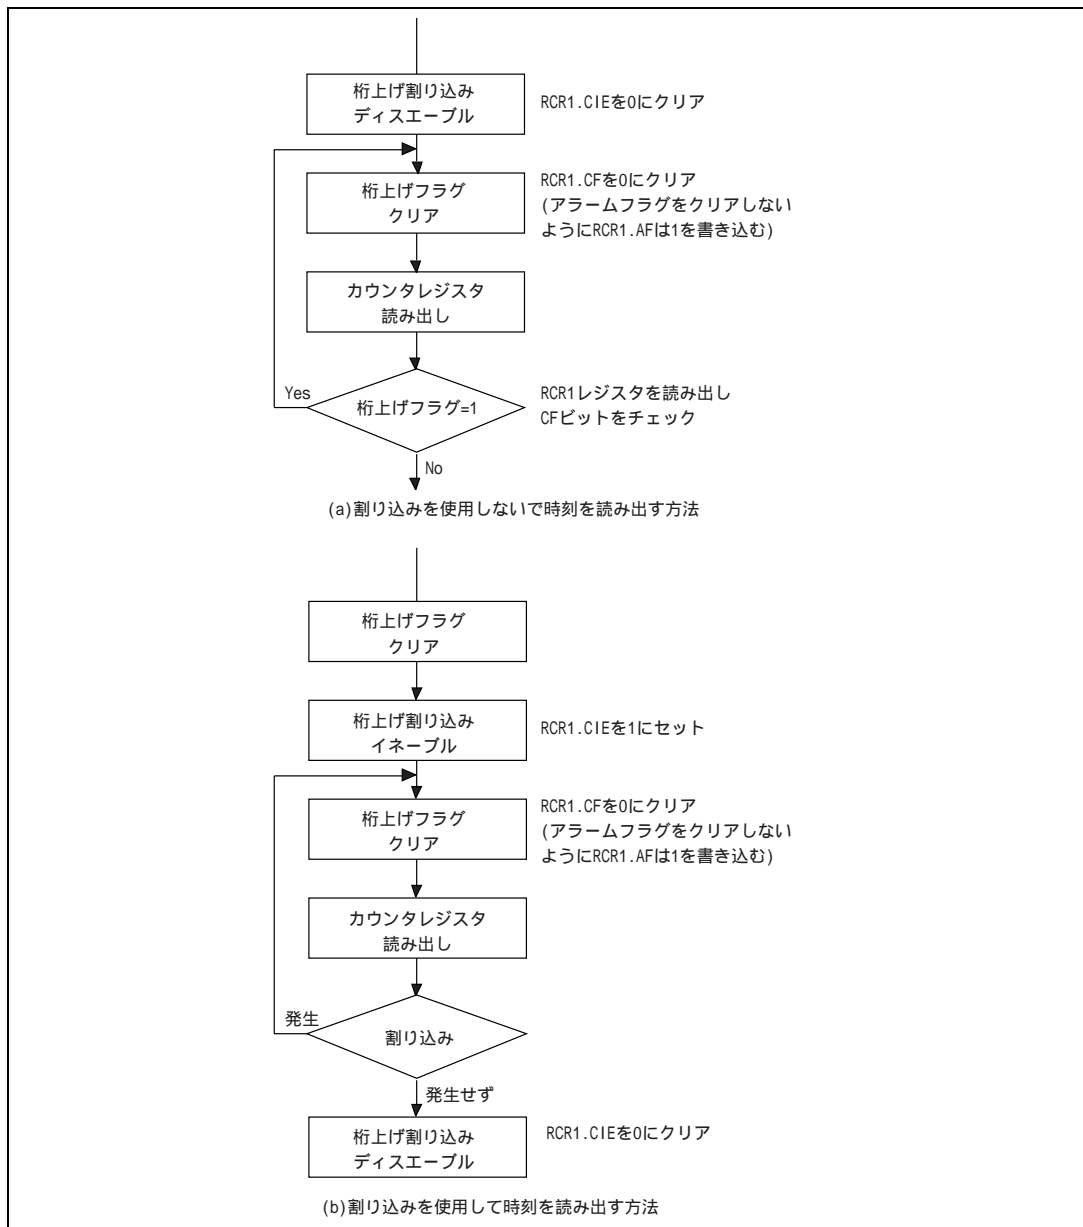 桁上げ割り込み
ディスエーブル
RCR1.CIEを0にクリア
桁上げフラグ
クリア
RCR1.CFを0にクリア
(アラームフラグをクリアしない
ようにRCR1.AFは1を書き込む)
カウンタレジスタ
読み出し
Yes
桁上げフラグ=1
RCR1レジスタを読み出し
CFビットをチェック
No
(a)割り込みを使用しないで時刻を読み出す方法
桁上げフラグ
クリア
桁上げ割り込み
イネーブル
RCR1.CIEを1にセット
桁上げフラグ
クリア
RCR1.CFを0にクリア
(アラームフラグをクリアしない
ようにRCR1.AFは1を書き込む)
カウンタレジスタ
読み出し
発生
割り込み
発生せず
桁上げ割り込み
ディスエーブル
RCR1.CIEを0にクリア
(b)割り込みを使用して時刻を読み出す方法